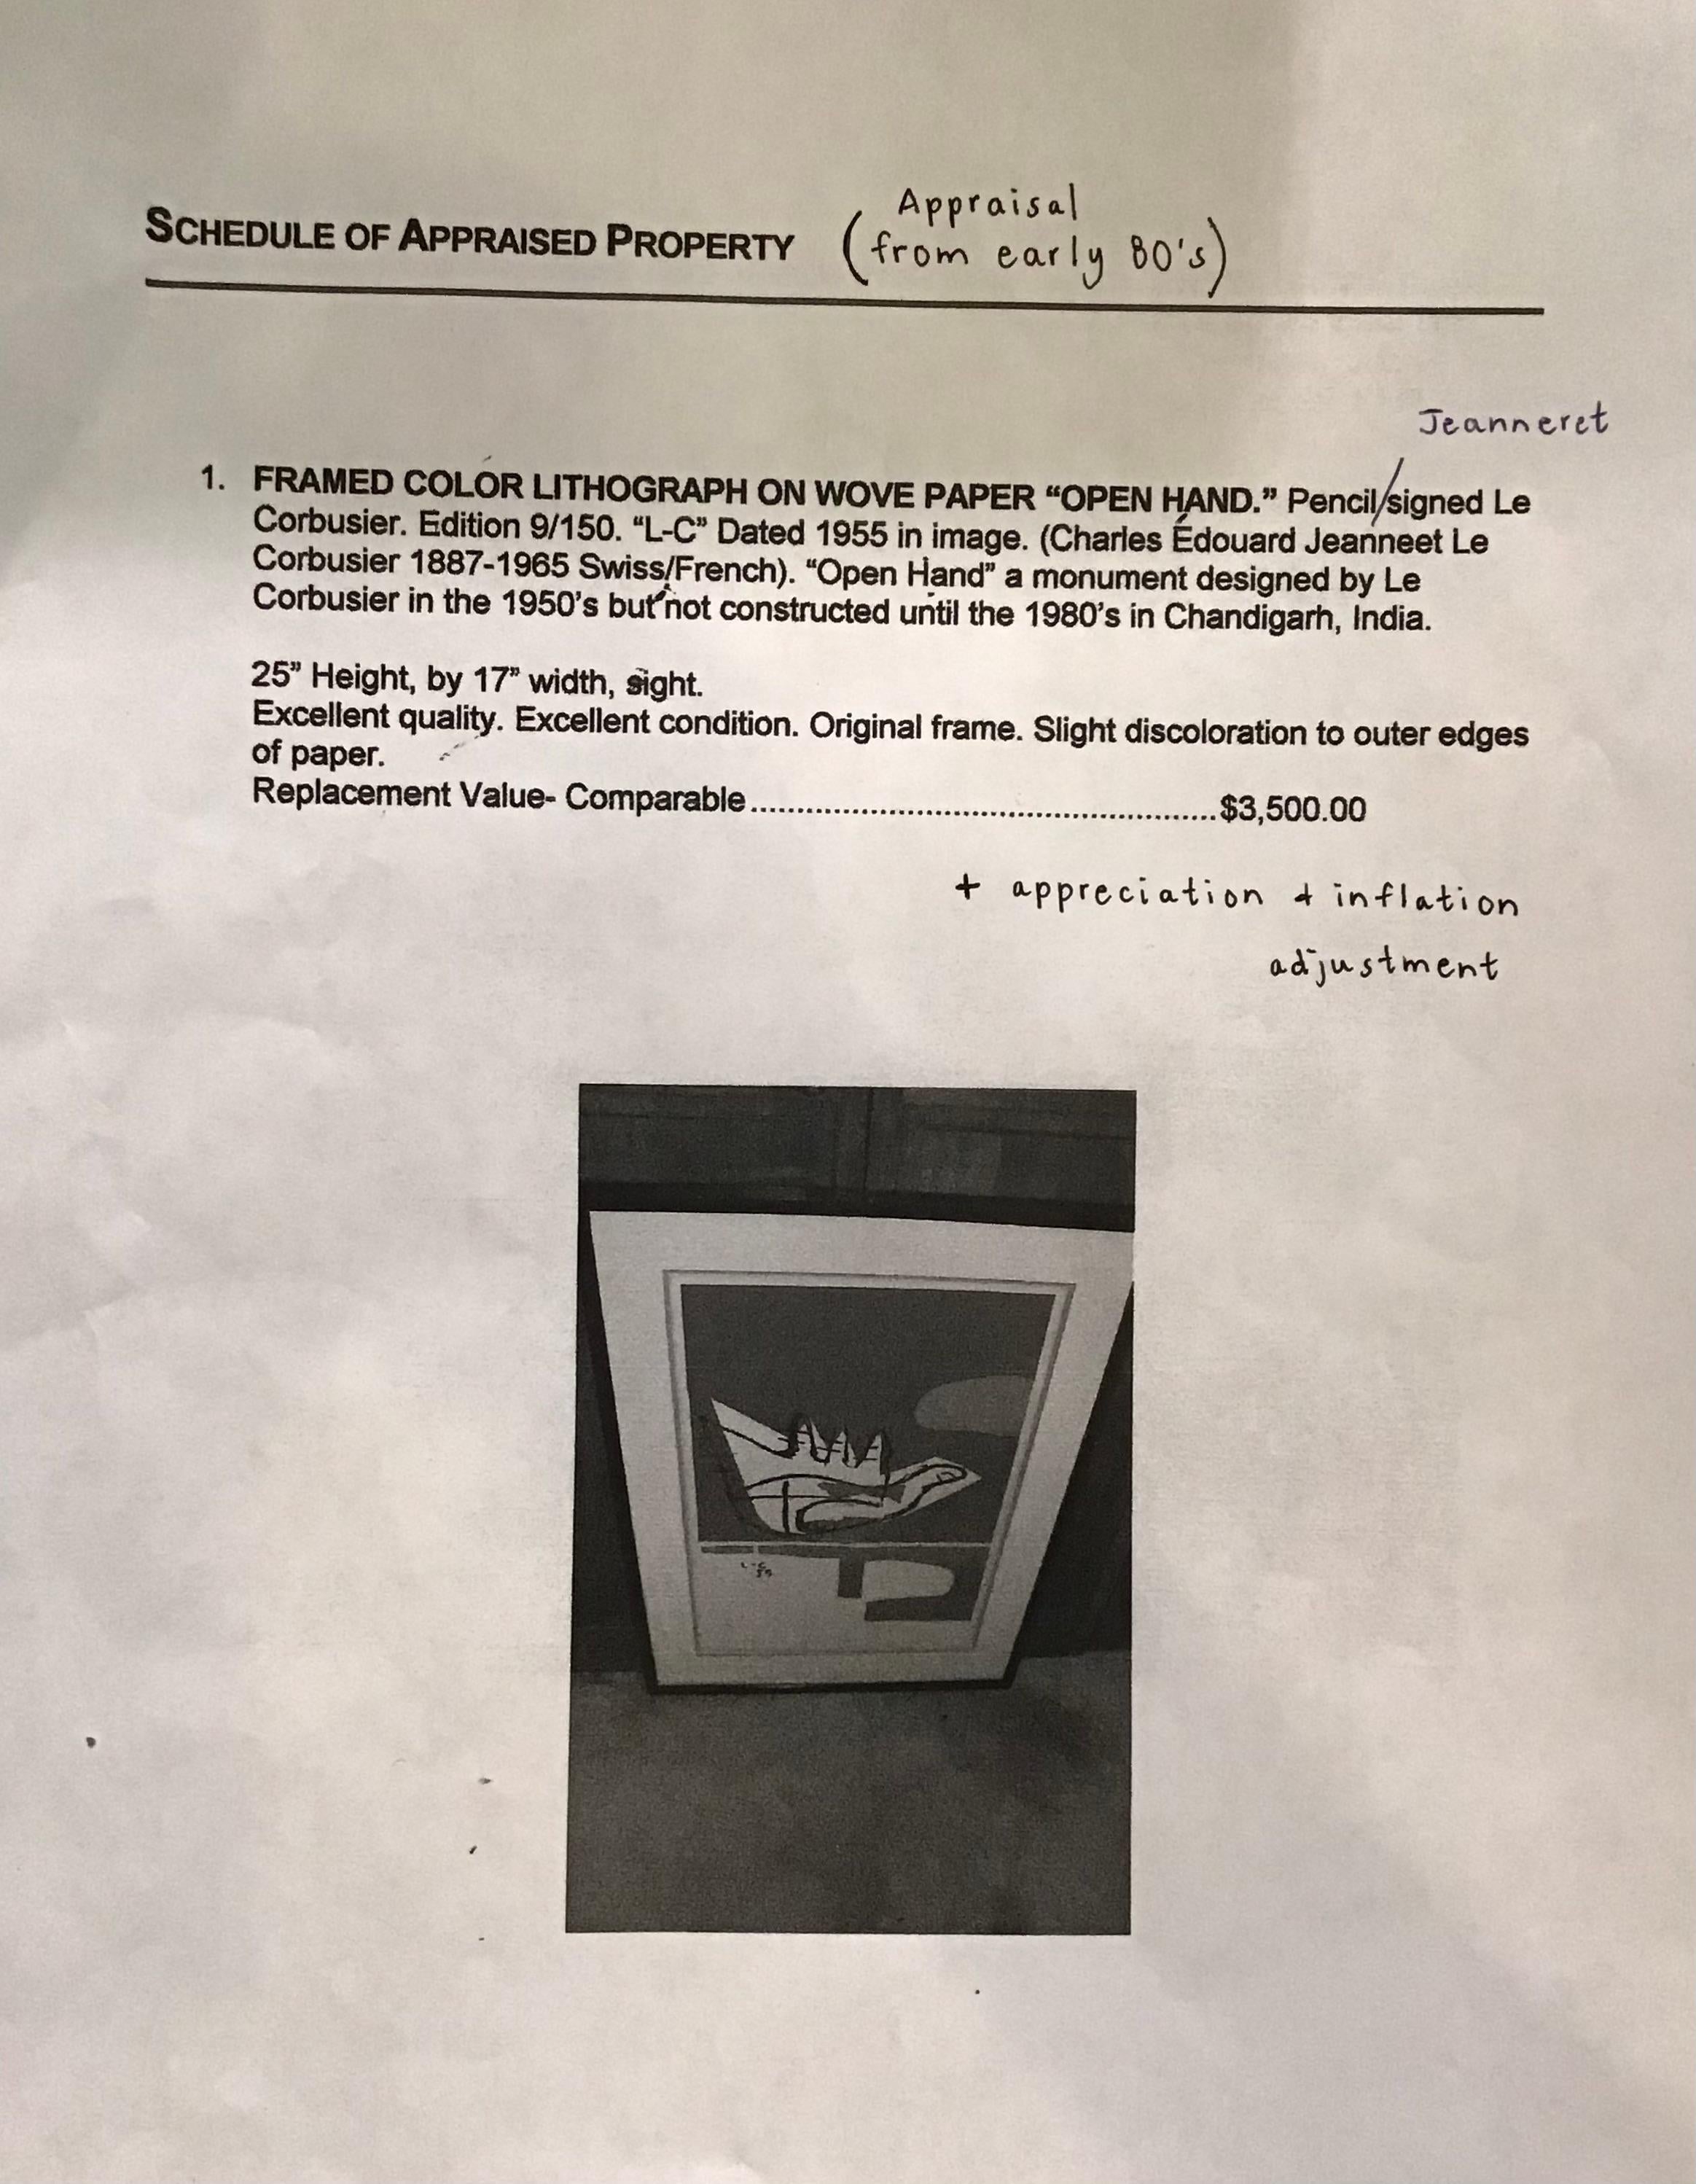 Appraisal
SCHEDULE OF APPRAISED PROPERTY (from early 80's)
Jeanneret
1. FRAMED COLOR LITHOGRAPH ON WOVE PAPER “OPEN HAND.” Pencil/signed Le
Corbusier. Edition 9/150. “L-C” Dated 1955 in image. (Charles Édouard Jeanneet Le
Corbusier 1887-1965 Swiss/French). “Open Hand” a monument designed by Le
Corbusier in the 1950’s but not constructed until the 1980’s in Chandigarh, India.
25” Height, by 17” width, sight.
Excellent quality. Excellent condition. Original frame. Slight discoloration to outer edges
of paper.
Replacement Value- Comparable..........................................................$3,500.00
+ appreciation & inflation
adjustment
L-C
55